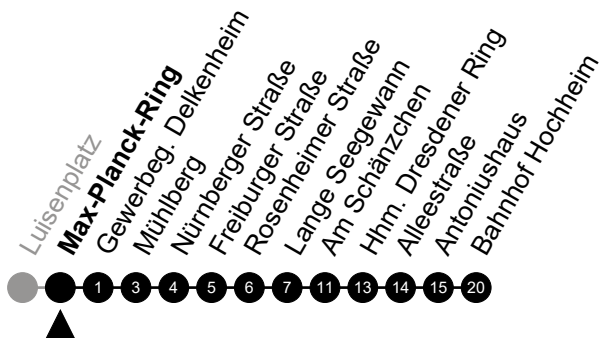 Luisenplatz
Max-Planck-Ring
Gewerbeg. Delkenheim
Mühlberg
Nürnberger Straße
Freiburger Straße
Rosenheimer Straße
Lange Seegewann
Am Schänzchen
Hhm. Dresdener Ring
Alleestraße
Antoniushaus
Bahnhof Hochheim
1 3 4 5 6 7 11 13 14 15 20